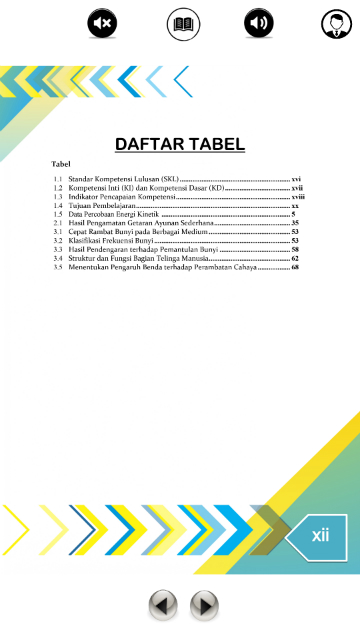 DAFTAR TABEL
Tabel
1.1 Standar Kompetensi Lulusan (SKL) xvi
1.2 Kompetensi Inti (KI) dan Kompetensi Dasar (KD) xvii
1.3 Indikator Pencapaian Kompetensi xviii
1.4 Tujuan Pembelajaran xx
1.5 Data Percobaan Energi Kinetik 5
2.1 Hasil Pengamatan Getaran Ayunan Sederhana 35
3.1 Cepat Rambat Bunyi pada Berbagai Medium 53
3.2 Klasifikasi Frekuensi Bunyi 53
3.3 Hasil Pendengaran terhadap Pemantulan Bunyi 58
3.4 Struktur dan Fungsi Bagian Telinga Manusia 62
3.5 Menentukan Pengaruh Benda terhadap Perambatan Cahaya 68
xii